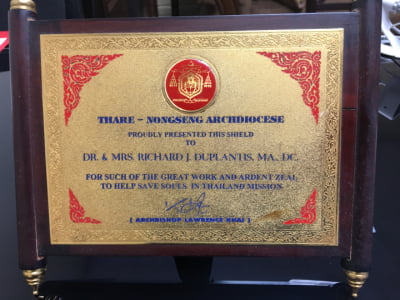 THARE – NONGSENG ARCHDIOCESE
PROUDLY PRESENTED THIS SHIELD
TO
DR. & MRS. RICHARD J. DUPLANTIS, MA., DC.
FOR SUCH OF THE GREAT WORK AND ARDENT ZEAL
TO HELP SAVE SOULS IN THAILAND MISSION.
[ ARCHBISHOP LAWRENCE KHAI ]